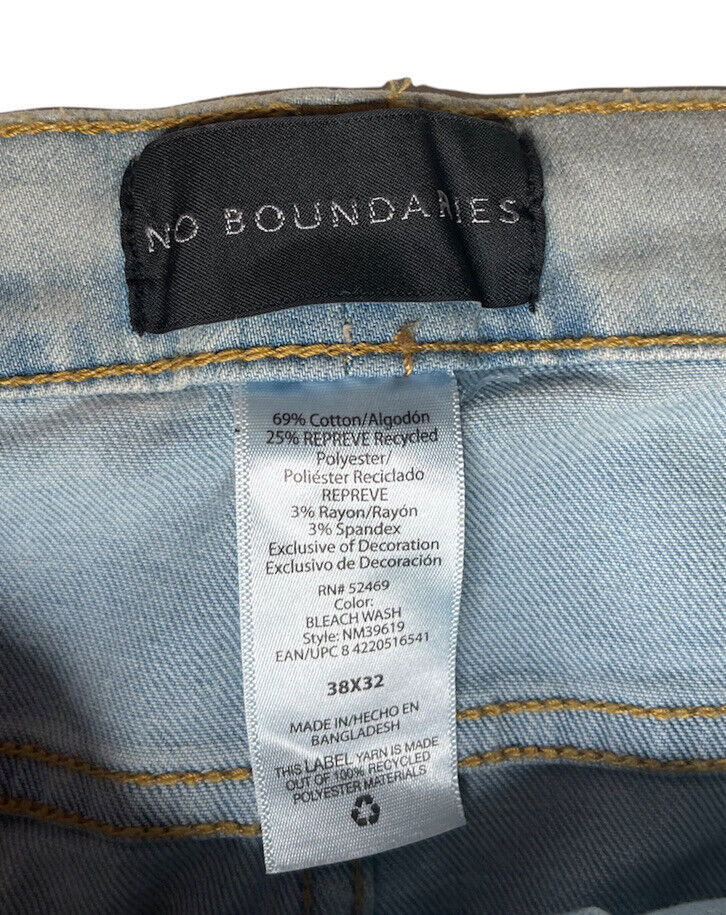 NO BOUNDARIES
69% Cotton/Algodón
25% REPREVE Recycled
Polyester/
Poliéster Reciclado
REPREVE
3% Rayon/Rayón
3% Spandex
Exclusive of Decoration
Exclusivo de Decoración
RN# 52469
Color:
BLEACH WASH
Style: NM39619
EAN/UPC 8 4220516541
38X32
MADE IN/HECHO EN
BANGLADESH
THIS LABEL YARN IS MADE
OUT OF 100% RECYCLED
POLYESTER MATERIALS